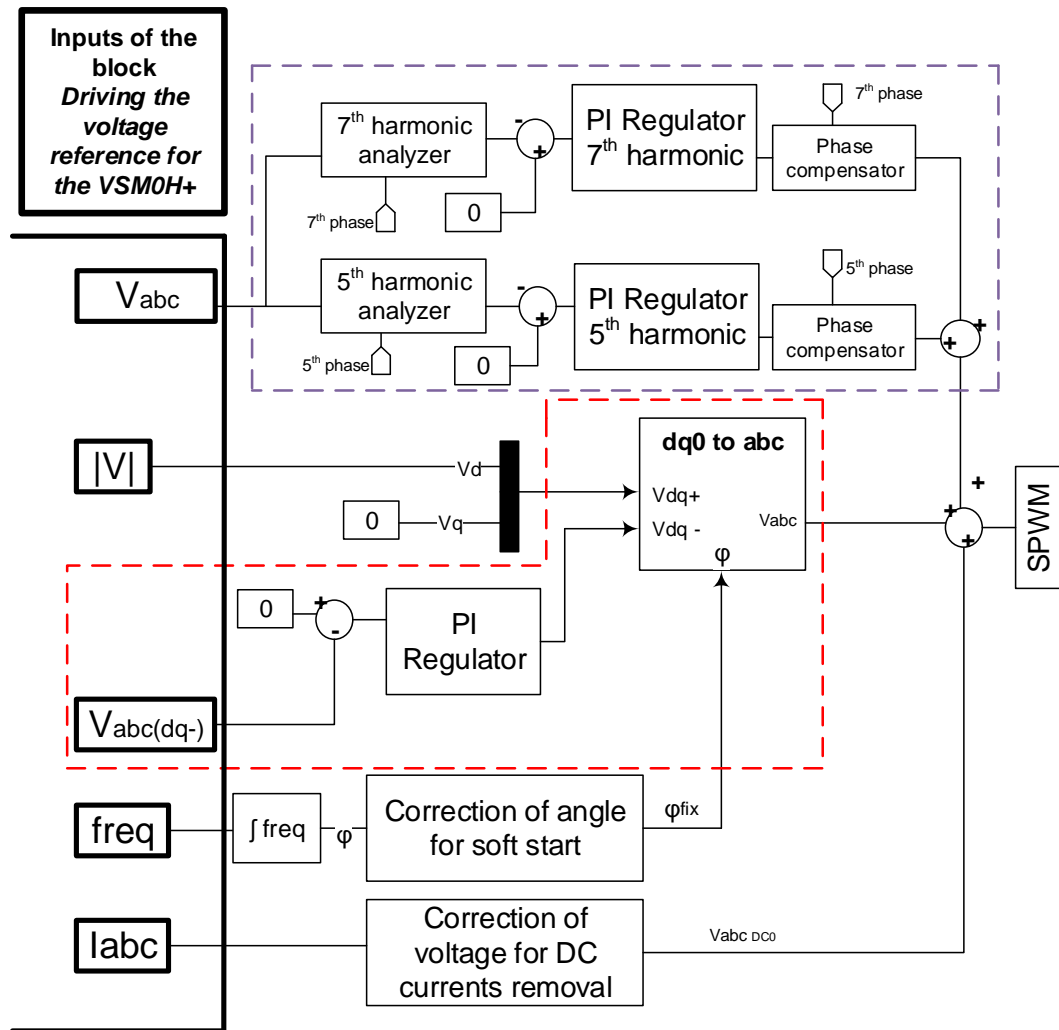 Inputs of the
block
Driving the
voltage
reference for
the VSM0H+
7th harmonic
analyzer
7th phase
-
+
0
PI Regulator
7th harmonic
7th phase
Phase
compensator
Vabc
5th harmonic
analyzer
5th phase
-
+
0
PI Regulator
5th harmonic
5th phase
Phase
compensator
+
+
|V|
Vd
0
Vq
dq0 to abc
Vdq+
Vdq -
Vabc
φ
+
+
+
SPWM
0
+
-
PI
Regulator
Vabc(dq-)
freq
∫ freq
φ
Correction of angle
for soft start
φfix
Iabc
Correction of
voltage for DC
currents removal
Vabc DC0